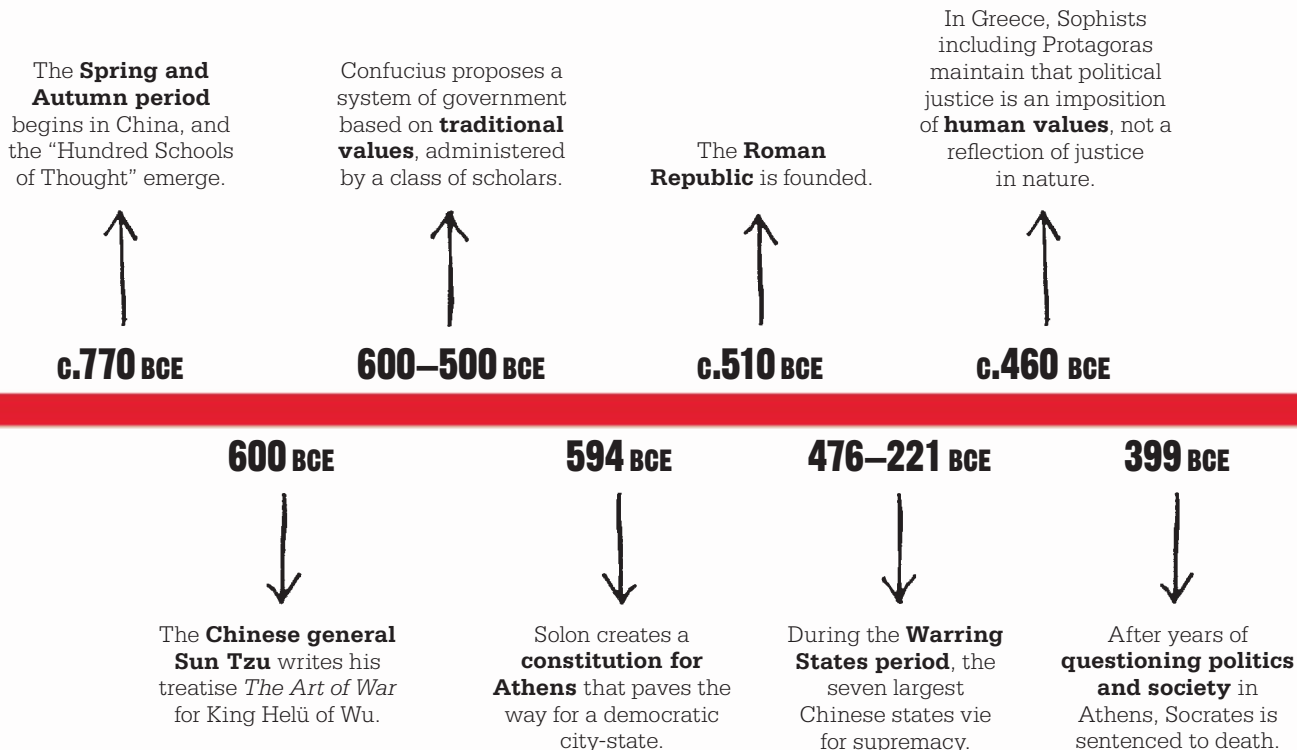 The Spring and
Autumn period
begins in China, and
the “Hundred Schools
of Thought” emerge.
Confucius proposes a
system of government
based on traditional
values, administered
by a class of scholars.
The Roman
Republic is founded.
In Greece, Sophists
including Protagoras
maintain that political
justice is an imposition
of human values, not a
reflection of justice
in nature.
c.770 BCE
600–500 BCE
c.510 BCE
c.460 BCE
600 BCE
594 BCE
476–221 BCE
399 BCE
The Chinese general
Sun Tzu writes his
treatise The Art of War
for King Helü of Wu.
Solon creates a
constitution for
Athens that paves the
way for a democratic
city-state.
During the Warring
States period, the
seven largest
Chinese states vie
for supremacy.
After years of
questioning politics
and society in
Athens, Socrates is
sentenced to death.